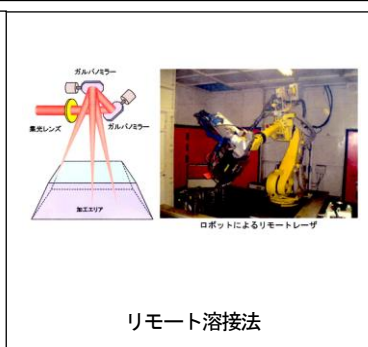 ガルバノミラー
集光レンズ
ガルバノミラー
加工エリア
ロボットによるリモートレーザ
リモート溶接法